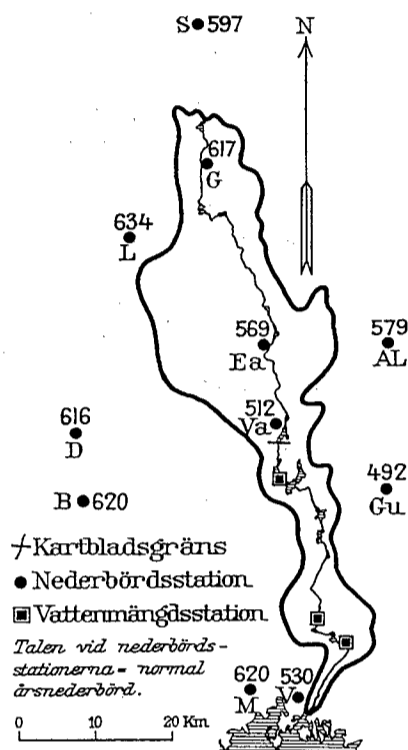 S 597
N
617
G
634
L
569
Ea
579
AL
512
Va
616
D
492
Gu
B 620
Kartbladsgräns
Nederbördsstation
Vattenmängdsstation
Talen vid nederbörds-
stationerna = normal
årsnederbörd.
620
M
530
V
0 10 20 Km